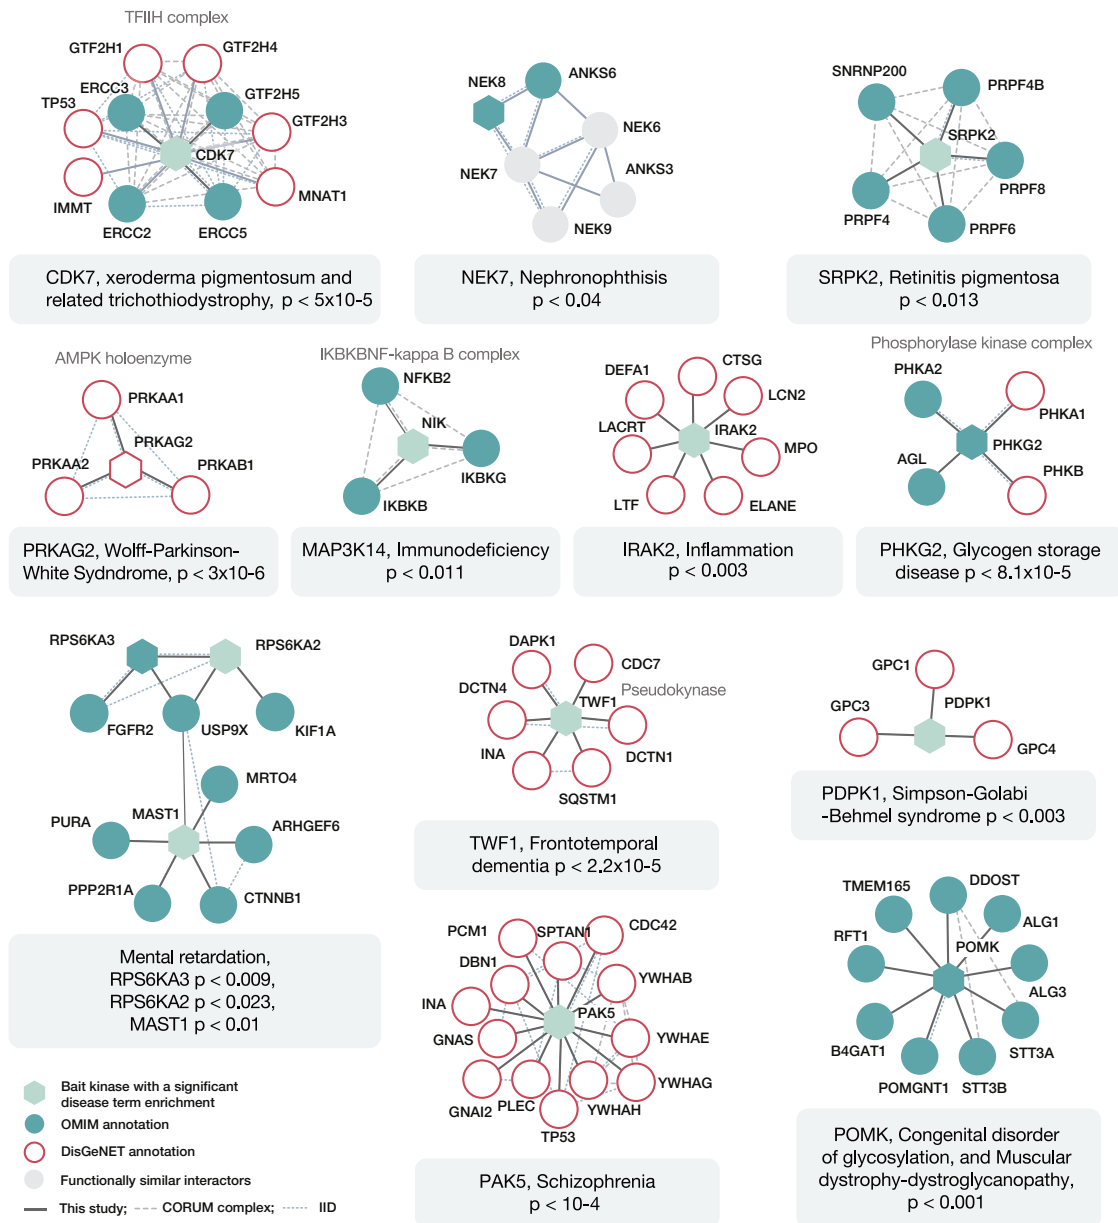 TFIIH complex
GTF2H1
GTF2H4
ERCC3
GTF2H5
TP53
GTF2H3
CDK7
IMMT
MNAT1
ERCC2
ERCC5
CDK7, xeroderma pigmentosum and
related trichothiodystrophy, p < 5x10-5
NEK8
ANKS6
NEK6
NEK7
ANKS3
NEK9
NEK7, Nephronophthisis
p < 0.04
SNRNP200
PRPF4B
SRPK2
PRPF8
PRPF4
PRPF6
SRPK2, Retinitis pigmentosa
p < 0.013
AMPK holoenzyme
PRKAA1
PRKAG2
PRKAA2
PRKAB1
PRKAG2, Wolff-Parkinson-
White Sydndrome, p < 3x10-6
IKBKBNF-kappa B complex
NFKB2
NIK
IKBKG
IKBKB
MAP3K14, Immunodeficiency
p < 0.011
CTSG
DEFA1
LCN2
LACRT
IRAK2
MPO
LTF
ELANE
IRAK2, Inflammation
p < 0.003
Phosphorylase kinase complex
PHKA2
PHKA1
PHKG2
AGL
PHKB
PHKG2, Glycogen storage
disease p < 8.1x10-5
RPS6KA3
RPS6KA2
FGFR2
USP9X
KIF1A
MRTO4
MAST1
PURA
ARHGEF6
PPP2R1A
CTNNB1
Mental retardation,
RPS6KA3 p < 0.009,
RPS6KA2 p < 0.023,
MAST1 p < 0.01
DAPK1
CDC7
DCTN4
Pseudokynase
TWF1
INA
DCTN1
SQSTM1
TWF1, Frontotemporal
dementia p < 2.2x10-5
GPC1
GPC3
PDPK1
GPC4
PDPK1, Simpson-Golabi
-Behmel syndrome p < 0.003
PCM1
SPTAN1
CDC42
DBN1
YWHAB
INA
PAK5
GNAS
YWHAE
GNAI2
PLEC
YWHAH
YWHAG
TP53
PAK5, Schizophrenia
p < 10-4
TMEM165
DDOST
ALG1
RFT1
POMK
ALG3
B4GAT1
STT3A
POMGNT1
STT3B
POMK, Congenital disorder
of glycosylation, and Muscular
dystrophy-dystroglycanopathy,
p < 0.001
Bait kinase with a significant
disease term enrichment
OMIM annotation
DisGeNET annotation
Functionally similar interactors
This study; CORUM complex; IID